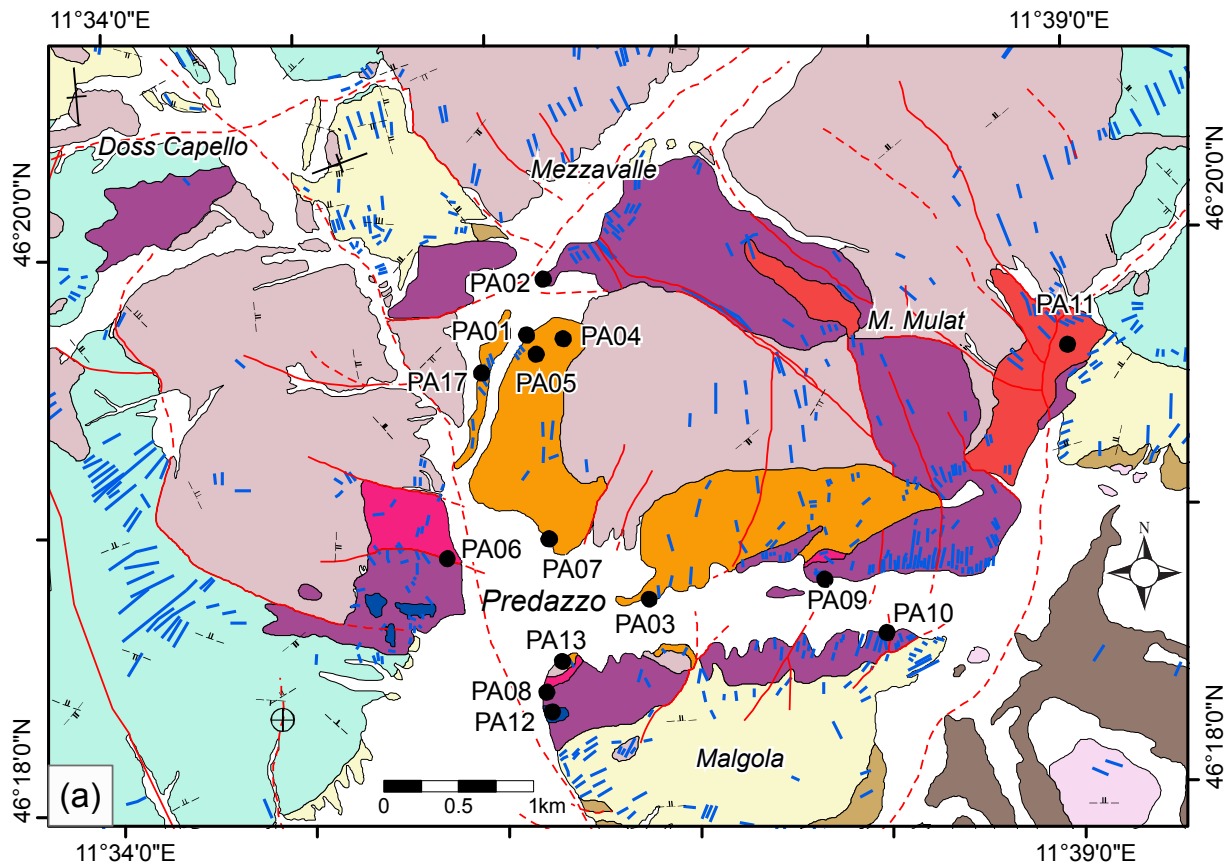 11°34'0"E
11°39'0"E
Doss Capello
Mezzavalle
46°20'0"N
46°20'0"N
PA02
PA01
PA04
M. Mulat
PA11
PA05
PA17
N
PA06
PA07
Predazzo
PA09
PA03
PA10
PA13
PA08
PA12
Malgola
46°18'0"N
46°18'0"N
(a)
0
0.5
1km
11°34'0"E
11°39'0"E